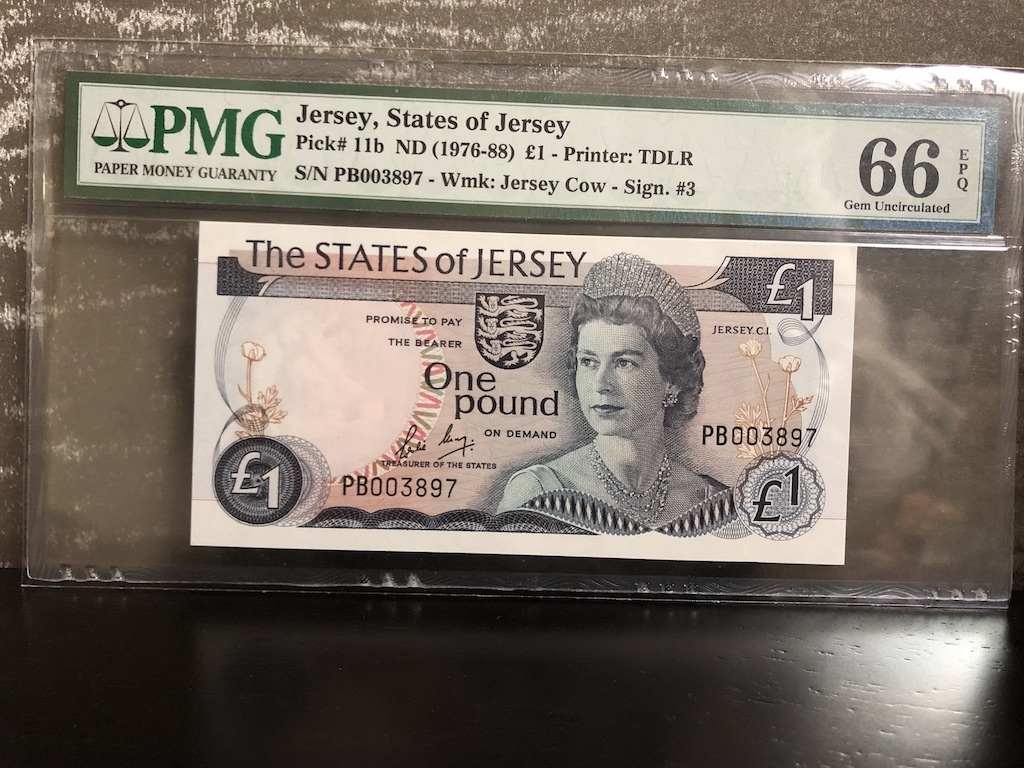 PMG
PAPER MONEY GUARANTY
Jersey, States of Jersey
Pick# 11b ND (1976-88) £1 - Printer: TDLR
S/N PB003897 - Wmk: Jersey Cow - Sign. #3
66
EPQ
Gem Uncirculated
The STATES of JERSEY
£1
PROMISE TO PAY
THE BEARER
JERSEY.C.I.
One
pound
ON DEMAND
PB003897
TREASURER OF THE STATES
£1
PB003897
£1